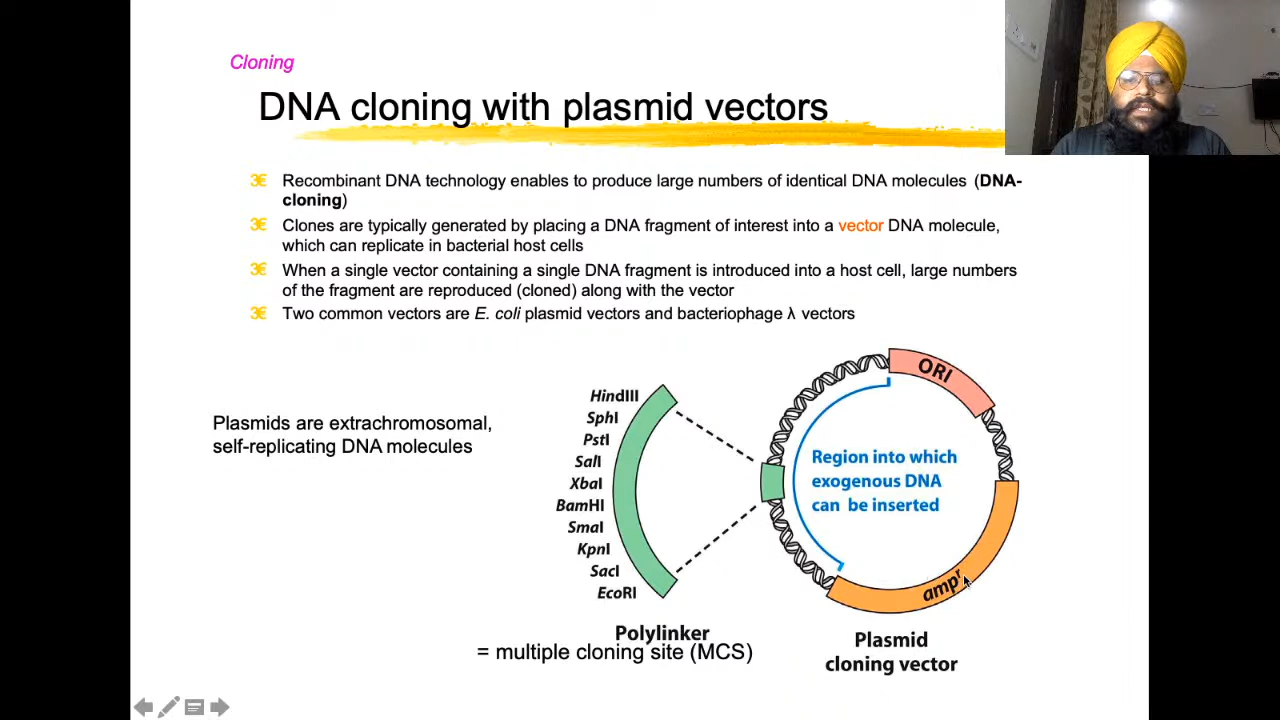 Cloning
DNA cloning with plasmid vectors
Recombinant DNA technology enables to produce large numbers of identical DNA molecules (DNA-
cloning)
Clones are typically generated by placing a DNA fragment of interest into a vector DNA molecule,
which can replicate in bacterial host cells
When a single vector containing a single DNA fragment is introduced into a host cell, large numbers
of the fragment are reproduced (cloned) along with the vector
Two common vectors are E. coli plasmid vectors and bacteriophage λ vectors
Plasmids are extrachromosomal,
self-replicating DNA molecules
HindIII
SphI
PstI
SalI
XbaI
BamHI
SmaI
KpnI
SacI
EcoRI
Polylinker
= multiple cloning site (MCS)
ORI
Region into which
exogenous DNA
can be inserted
ampr
Plasmid
cloning vector